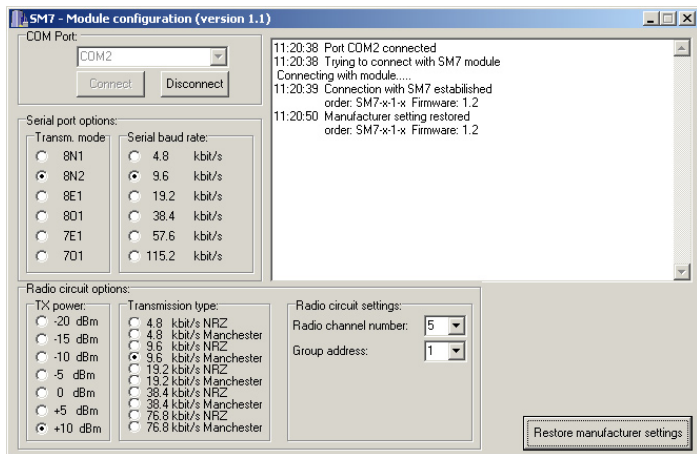 SM7 - Module configuration (version 1.1)
COM Port:
COM2
Connect
Disconnect
11:20:38 Port COM2 connected
11:20:38 Trying to connect with SM7 module
Connecting with module.....
11:20:39 Connection with SM7 estabilished
order: SM7-x-1-x Firmware: 1.2
11:20:50 Manufacturer setting restored
order: SM7-x-1-x Firmware: 1.2
Serial port options:
Transm. mode
8N1
8N2
8E1
8O1
7E1
7O1
Serial baud rate:
4.8 kbit/s
9.6 kbit/s
19.2 kbit/s
38.4 kbit/s
57.6 kbit/s
115.2 kbit/s
Radio circuit options:
TX power:
-20 dBm
-15 dBm
-10 dBm
-5 dBm
0 dBm
+5 dBm
+10 dBm
Transmission type:
4.8 kbit/s NRZ
4.8 kbit/s Manchester
9.6 kbit/s NRZ
9.6 kbit/s Manchester
19.2 kbit/s NRZ
19.2 kbit/s Manchester
38.4 kbit/s NRZ
38.4 kbit/s Manchester
76.8 kbit/s NRZ
76.8 kbit/s Manchester
Radio circuit settings:
Radio channel number: 5
Group address: 1
Restore manufacturer settings